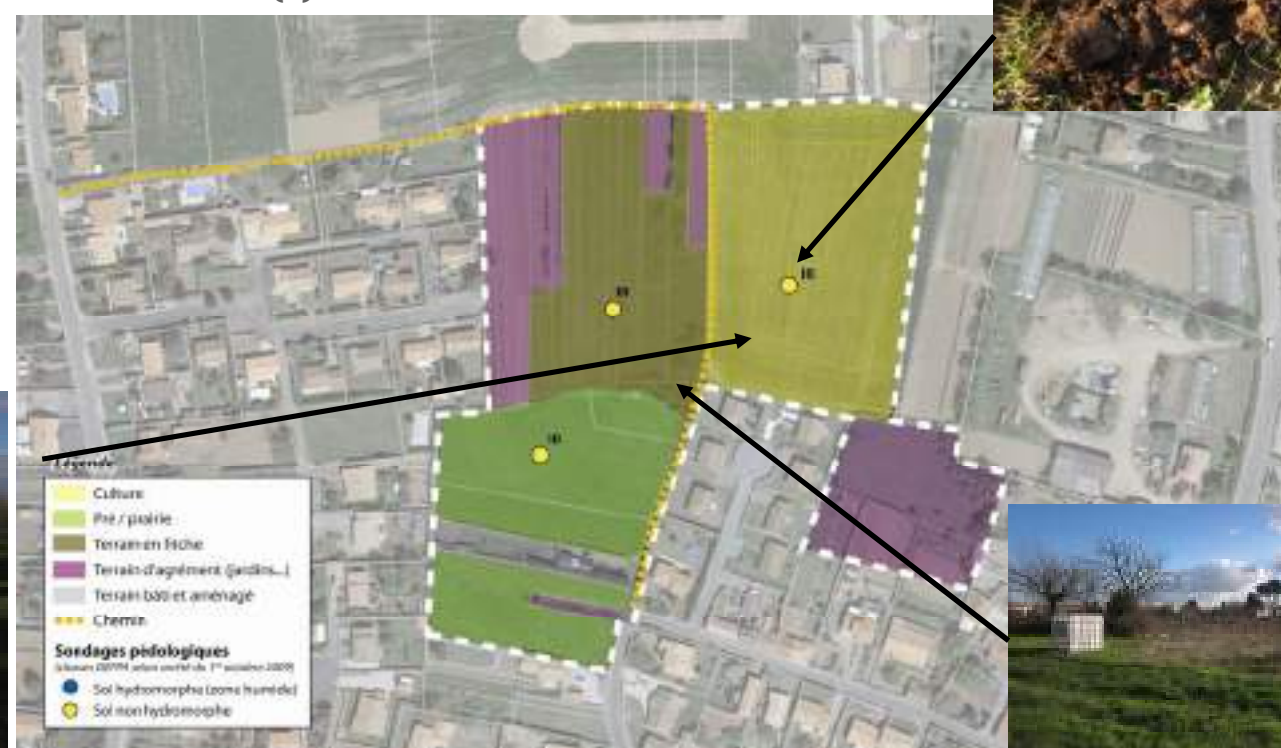 Légende
Culture
Pré / prairie
Terrain en friche
Terrain d'agrément (jardins...)
Terrain bâti et aménagé
Chemin
Sondages pédologiques
Sol hydromorphe (zone humide)
Sol non hydromorphe